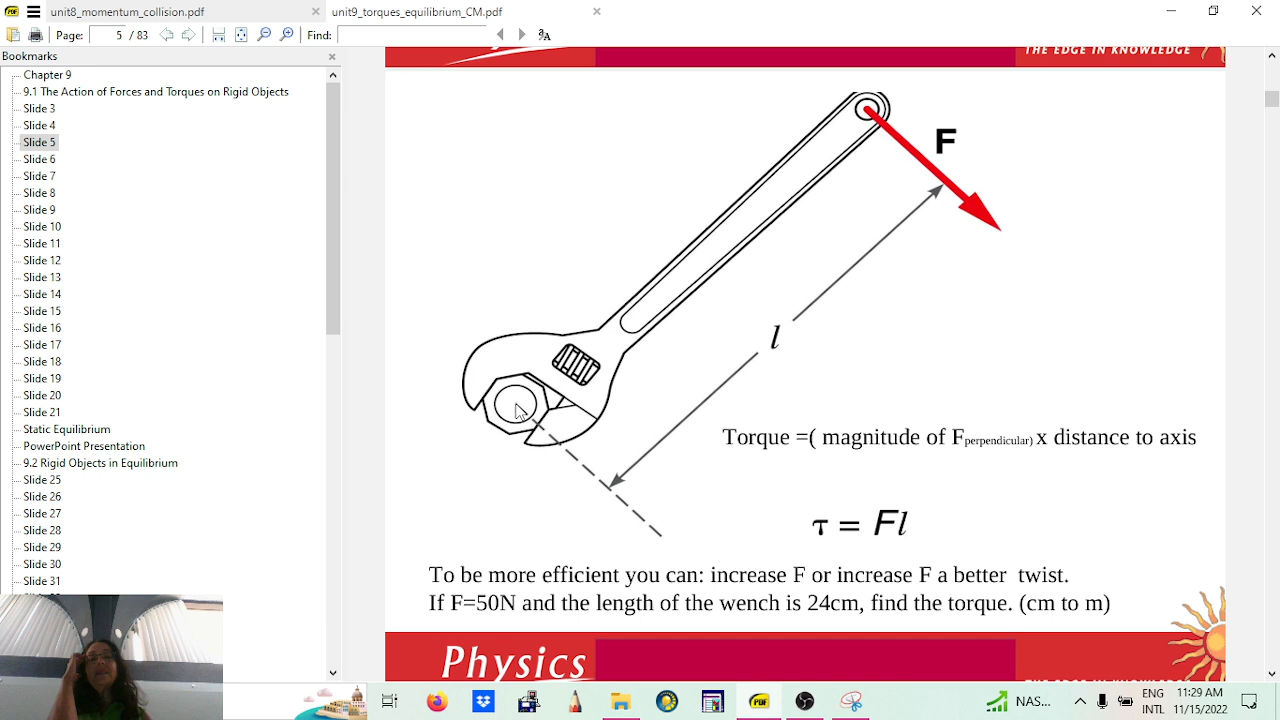 unit8_momentum_collision.pdf
unit9_torques_equilibrium_CM.pdf
Page: 5 / 83
Find:
Bookmarks
Chapter 9
9.1 The Action of Forces and Torques on Rigid Objects
Slide 3
Slide 4
Slide 5
Slide 6
Slide 7
Slide 8
Slide 9
Slide 10
Slide 11
Slide 12
Slide 13
Slide 14
Slide 15
Slide 16
Slide 17
Slide 18
Slide 19
Slide 20
Slide 21
Static Equilibrium
PowerPoint Presentation
9.2 Rigid Objects in Equilibrium
Slide 25
Slide 26
Slide 27
Slide 28
Slide 29
Slide 30
Slide 31
THE EDGE IN KNOWLEDGE
F
l
Torque =( magnitude of Fperpendicular) x distance to axis
τ = Fl
To be more efficient you can: increase F or increase F a better twist.
If F=50N and the length of the wench is 24cm, find the torque. (cm to m)
Physics
NAS...
ENG
INTL
11:29 AM
11/15/2022